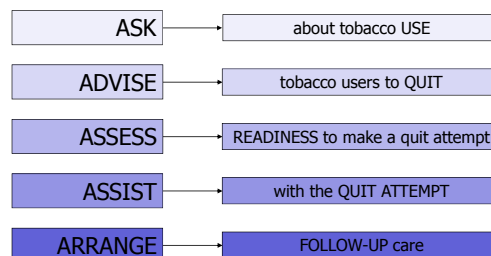 ASK
about tobacco USE
ADVISE
tobacco users to QUIT
ASSESS
READINESS to make a quit attempt
ASSIST
with the QUIT ATTEMPT
ARRANGE
FOLLOW-UP care